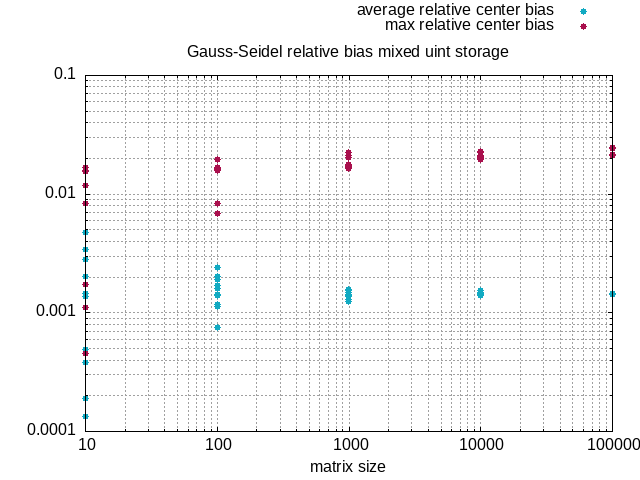 average relative center bias
max relative center bias
Gauss-Seidel relative bias mixed uint storage
0.1
0.01
0.001
0.0001
10 100 1000 10000 100000
matrix size